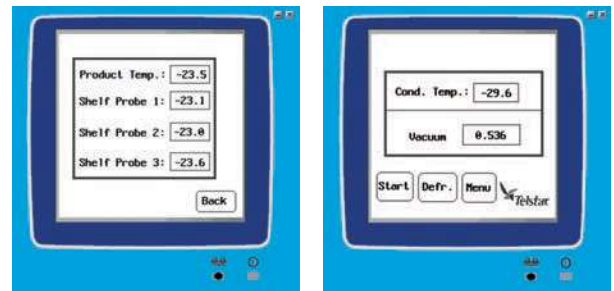 Product Temp.: -23.5
Shelf Probe 1: -23.1
Shelf Probe 2: -23.0
Shelf Probe 3: -23.6
Back
Cond. Temp.: -29.6
Vacuum 0.536
Start Defr. Menu Telstar